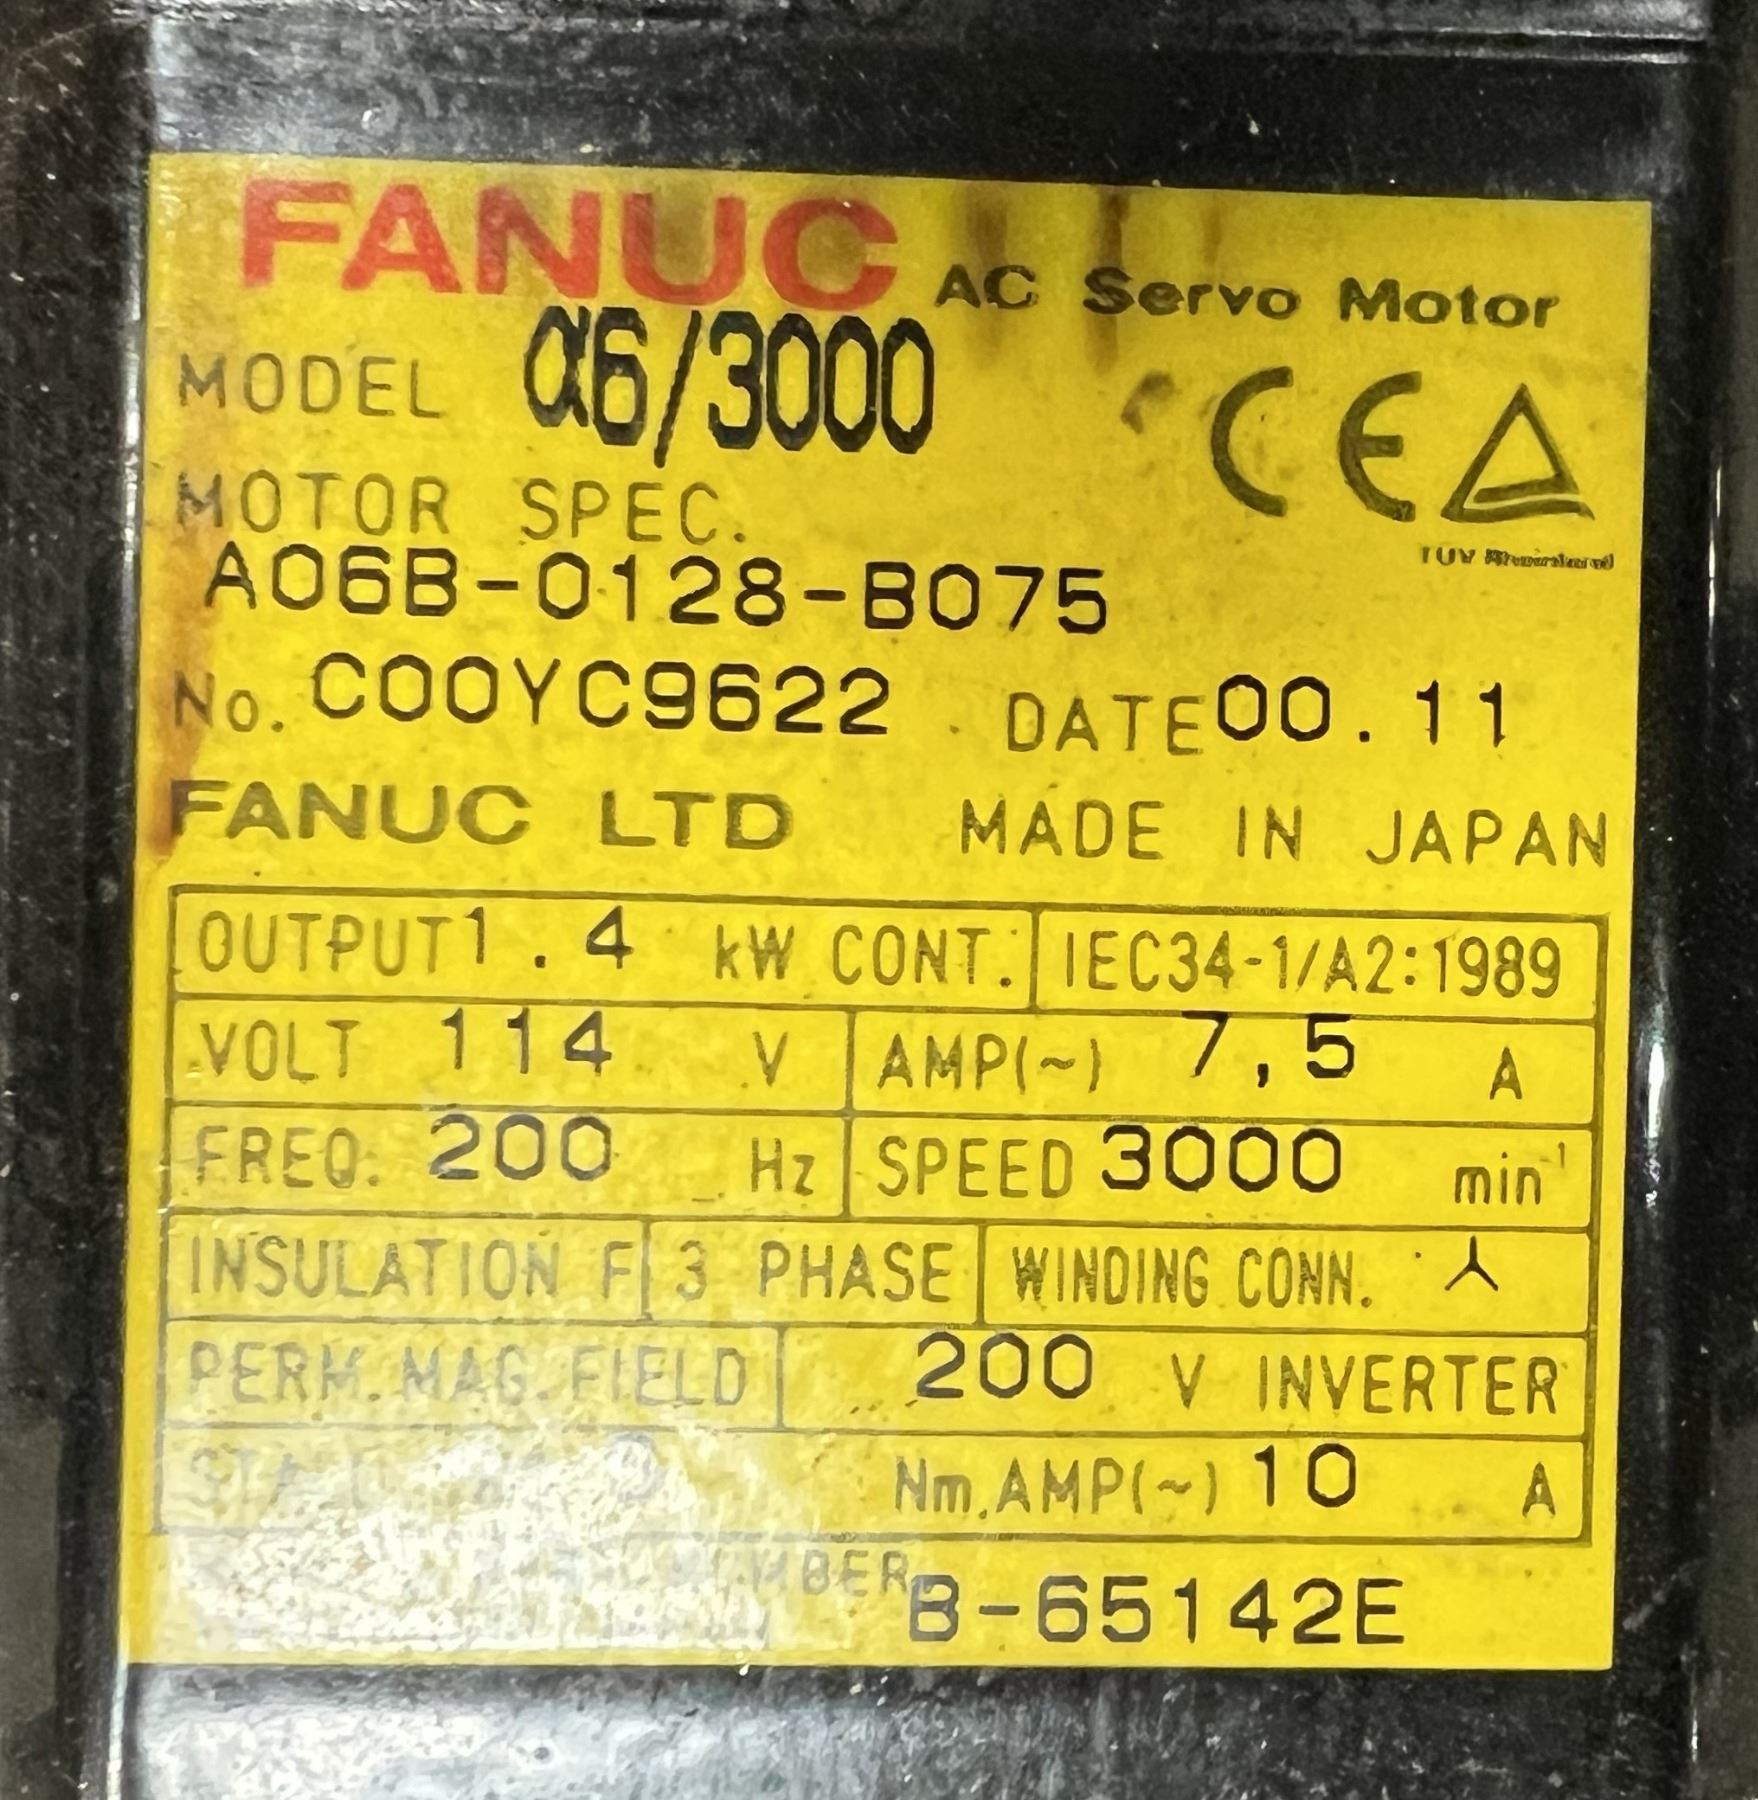 FANUC AC Servo Motor
MODEL α6/3000
CE
MOTOR SPEC.
TUV Rheinland
A06B-0128-B075
No. C00YC9622 DATE 00.11
FANUC LTD MADE IN JAPAN
OUTPUT 1.4 kW CONT. IEC34-1/A2:1989
VOLT 114 V AMP(~) 7,5 A
FREQ. 200 Hz SPEED 3000 min⁻¹
INSULATION F 3 PHASE WINDING CONN.
PERM. MAG. FIELD 200 V INVERTER
Nm. AMP(~) 10 A
B-65142E